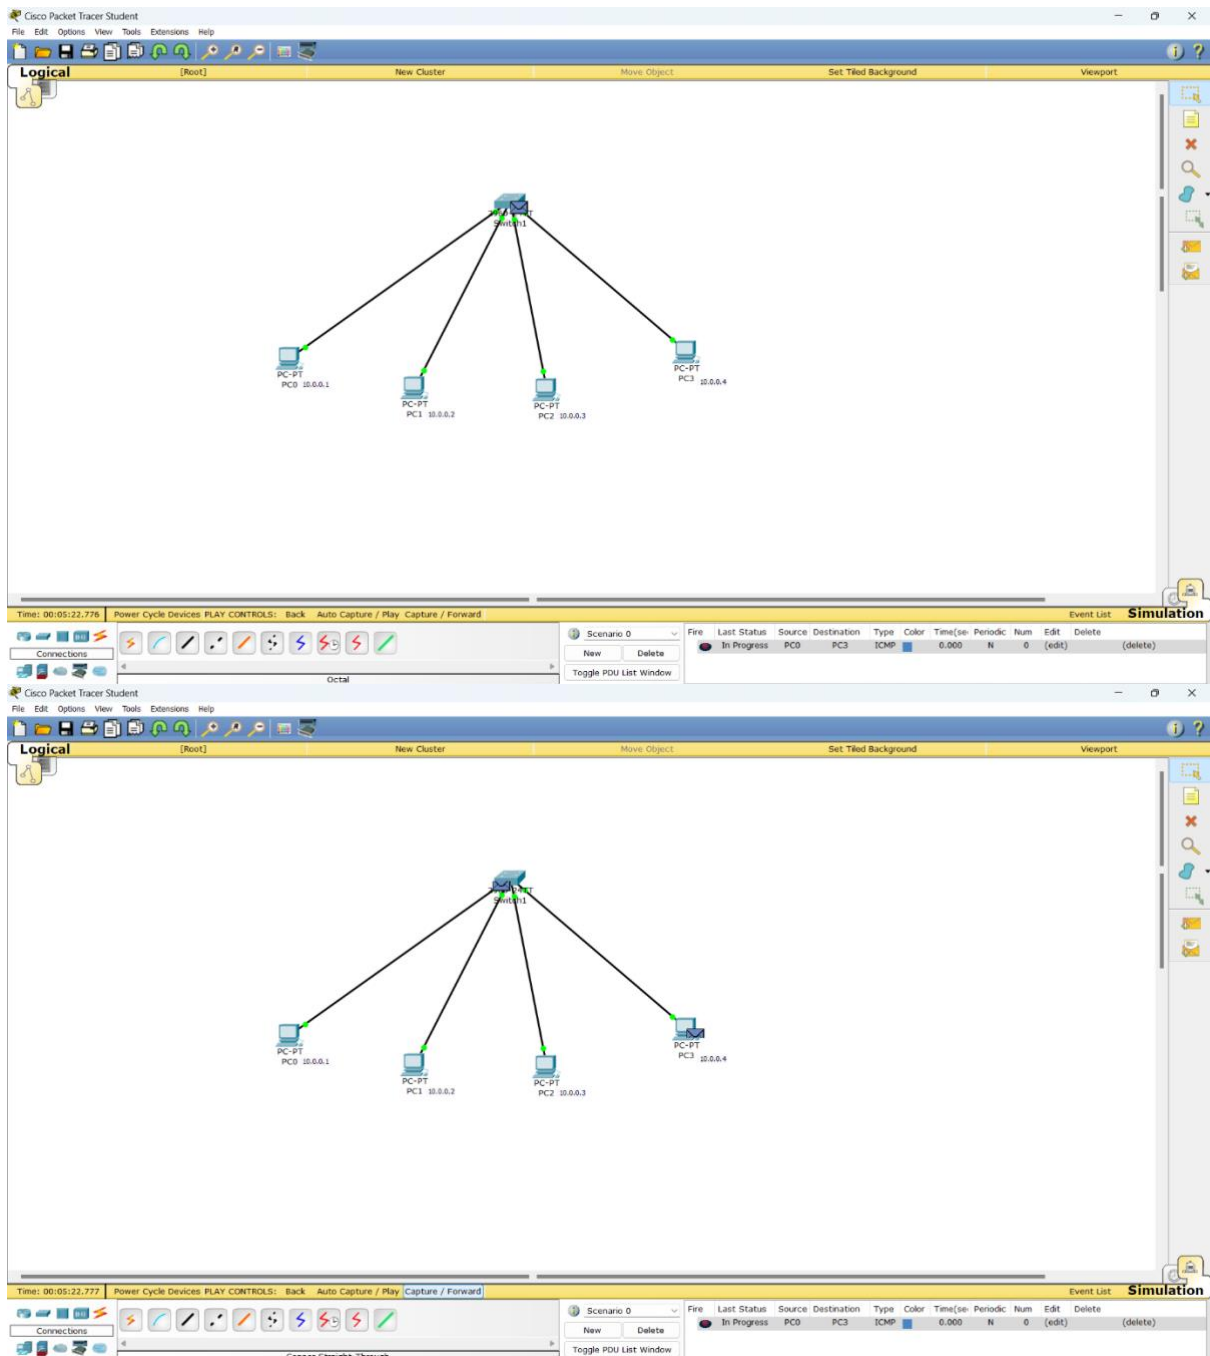 Cisco Packet Tracer Student
File Edit Options View Tools Extensions Help
Logical [Root] New Cluster Move Object Set Tiled Background Viewport
Switch1
PC-PT
PC0 10.0.0.1
PC-PT
PC1 10.0.0.2
PC-PT
PC2 10.0.0.3
PC-PT
PC3 10.0.0.4
Time: 00:05:22.776 Power Cycle Devices PLAY CONTROLS: Back Auto Capture / Play Capture / Forward Event List Simulation
Connections
Octal
Scenario 0
New Delete
Toggle PDU List Window
Fire Last Status Source Destination Type Color Time(se Periodic Num Edit Delete
In Progress PC0 PC3 ICMP 0.000 N 0 (edit) (delete)
Cisco Packet Tracer Student
File Edit Options View Tools Extensions Help
Logical [Root] New Cluster Move Object Set Tiled Background Viewport
Switch1
PC-PT
PC0 10.0.0.1
PC-PT
PC1 10.0.0.2
PC-PT
PC2 10.0.0.3
PC-PT
PC3 10.0.0.4
Time: 00:05:22.777 Power Cycle Devices PLAY CONTROLS: Back Auto Capture / Play Capture / Forward Event List Simulation
Connections
Scenario 0
New Delete
Toggle PDU List Window
Fire Last Status Source Destination Type Color Time(se Periodic Num Edit Delete
In Progress PC0 PC3 ICMP 0.000 N 0 (edit) (delete)